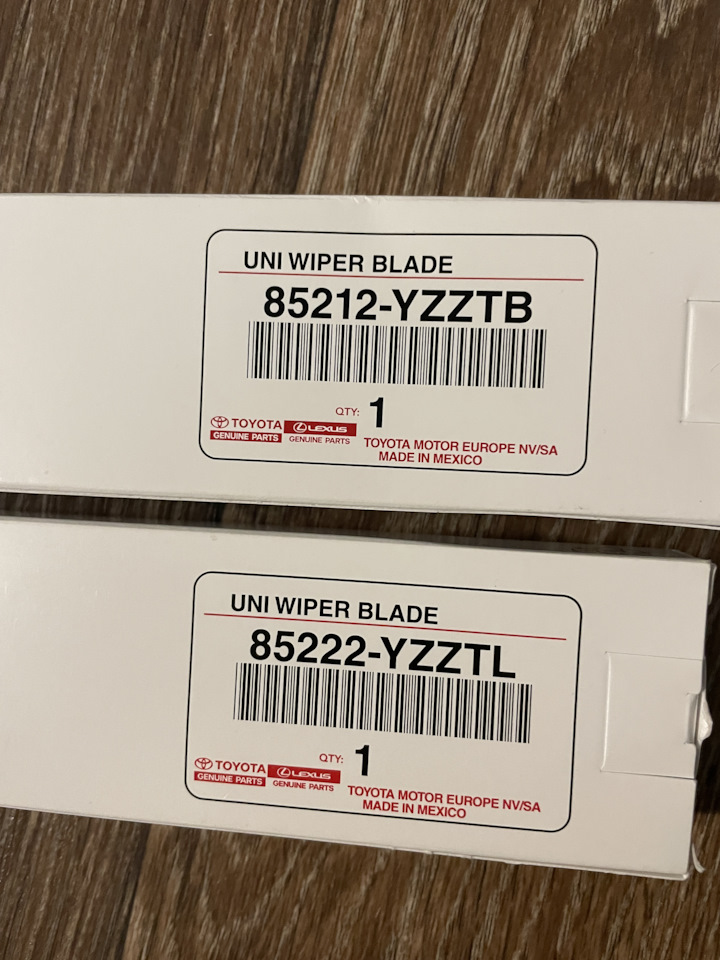 UNI WIPER BLADE
85212-YZZTB
QTY: 1
TOYOTA LEXUS
GENUINE PARTS GENUINE PARTS
TOYOTA MOTOR EUROPE NV/SA
MADE IN MEXICO
UNI WIPER BLADE
85222-YZZTL
QTY: 1
TOYOTA LEXUS
GENUINE PARTS GENUINE PARTS
TOYOTA MOTOR EUROPE NV/SA
MADE IN MEXICO